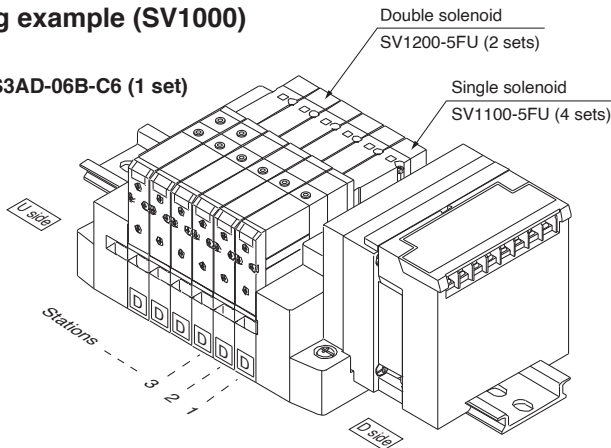 g example (SV1000)
Double solenoid
SV1200-5FU (2 sets)
S3AD-06B-C6 (1 set)
Single solenoid
SV1100-5FU (4 sets)
U side
D D D D D D
Stations
3
2
1
D side